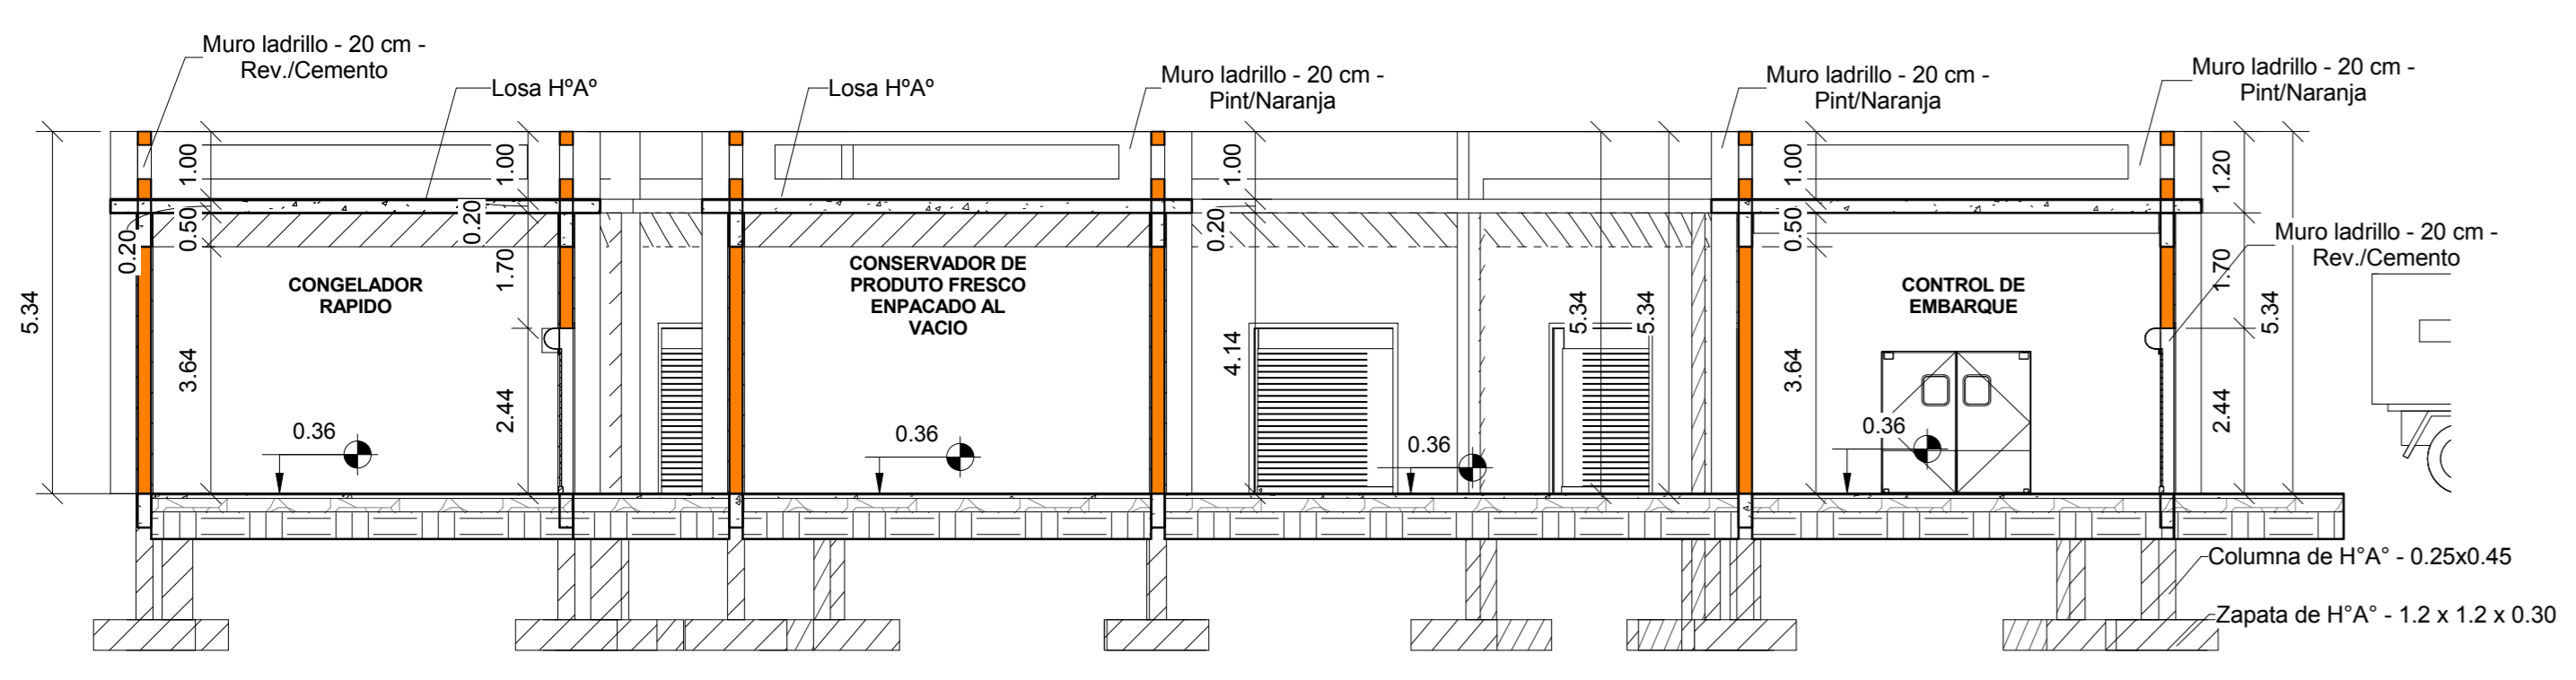 Muro ladrillo - 20 cm -
Rev./Cemento
Losa HºAº
Losa HºAº
Muro ladrillo - 20 cm -
Pint/Naranja
Muro ladrillo - 20 cm -
Pint/Naranja
Muro ladrillo - 20 cm -
Pint/Naranja
5.34
0.20
1.00
0.50
3.64
0.20
1.00
1.70
2.44
CONGELADOR
RAPIDO
0.36
CONSERVADOR DE
PRODUTO FRESCO
ENPACADO AL
VACIO
0.36
1.00
0.20
4.14
0.36
5.34
5.34
1.00
0.50
3.64
CONTROL DE
EMBARQUE
0.36
1.20
1.70
2.44
5.34
Muro ladrillo - 20 cm -
Rev./Cemento
Columna de H°A° - 0.25x0.45
Zapata de H°A° - 1.2 x 1.2 x 0.30